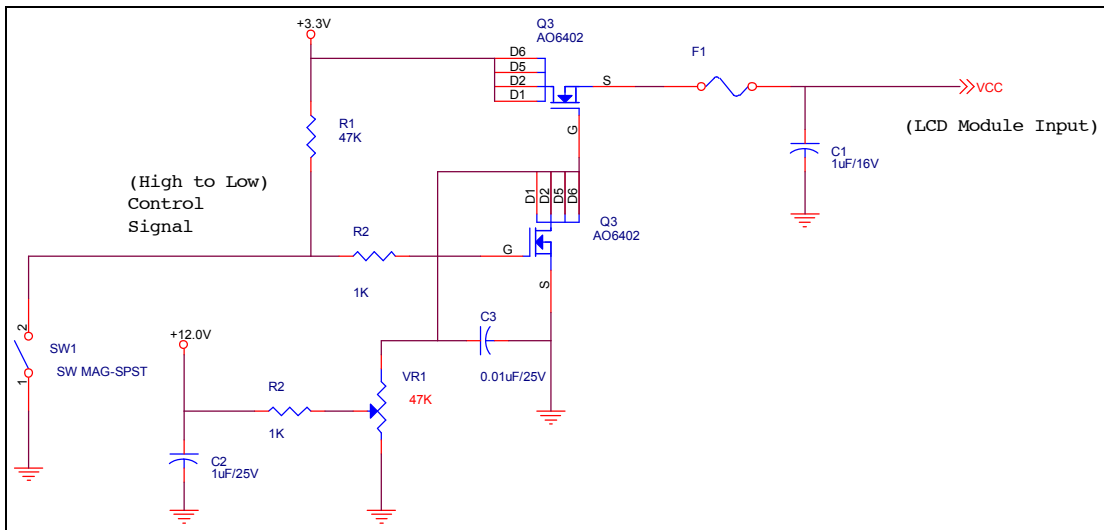 +3.3V
Q3
AO6402
D6
D5
D2
D1
S
G
F1
VCC
(LCD Module Input)
R1
47K
C1
1uF/16V
(High to Low)
Control
Signal
D1
D2
D5
D6
Q3
AO6402
G
S
R2
1K
2
1
SW1
SW MAG-SPST
+12.0V
C3
0.01uF/25V
R2
1K
VR1
47K
C2
1uF/25V